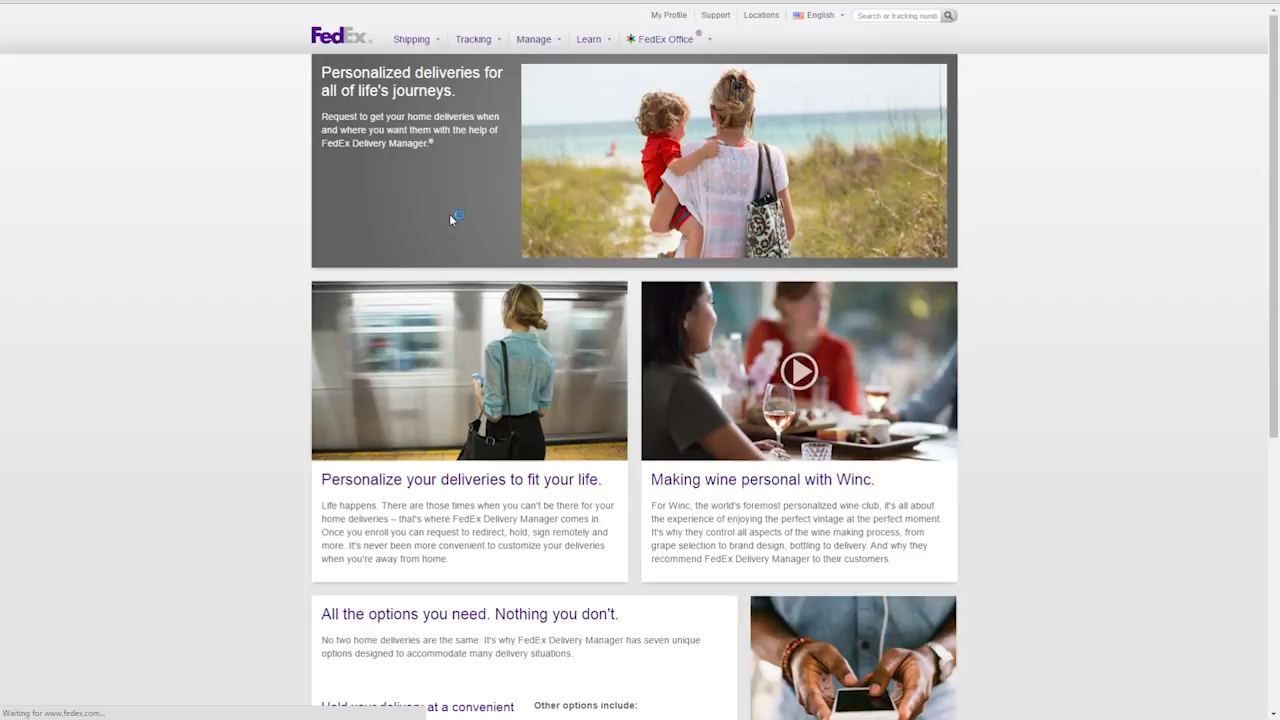 My Profile Support Locations English Search or tracking numb
FedEx® Shipping Tracking Manage Learn FedEx Office®
Personalized deliveries for
all of life's journeys.
Request to get your home deliveries when
and where you want them with the help of
FedEx Delivery Manager.®
Personalize your deliveries to fit your life.
Life happens. There are those times when you can't be there for your
home deliveries – that's where FedEx Delivery Manager comes in.
Once you enroll you can request to redirect, hold, sign remotely and
more. It's never been more convenient to customize your deliveries
when you're away from home.
Making wine personal with Winc.
For Winc, the world's foremost personalized wine club, it's all about
the experience of enjoying the perfect vintage at the perfect moment.
It's why they control all aspects of the wine making process, from
grape selection to brand design, bottling to delivery. And why they
recommend FedEx Delivery Manager to their customers.
All the options you need. Nothing you don't.
No two home deliveries are the same. It's why FedEx Delivery Manager has seven unique
options designed to accommodate many delivery situations.
Hold your delivery at a convenient
Other options include:
Waiting for www.fedex.com...